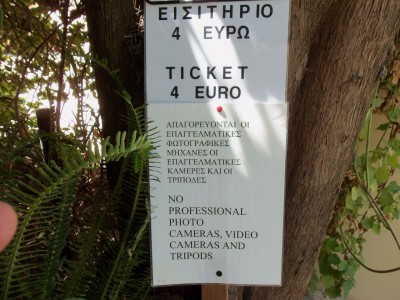 ΕΙΣΙΤΗΡΙΟ
4 ΕΥΡΩ
TICKET
4 EURO
ΑΠΑΓΟΡΕΥΟΝΤΑΙ ΟΙ
ΕΠΑΓΓΕΛΜΑΤΙΚΕΣ
ΦΩΤΟΓΡΑΦΙΚΕΣ
ΜΗΧΑΝΕΣ ΟΙ
ΕΠΑΓΓΕΛΜΑΤΙΚΕΣ
ΚΑΜΕΡΕΣ ΚΑΙ ΟΙ
ΤΡΙΠΟΔΕΣ
NO
PROFESSIONAL
PHOTO
CAMERAS, VIDEO
CAMERAS AND
TRIPODS